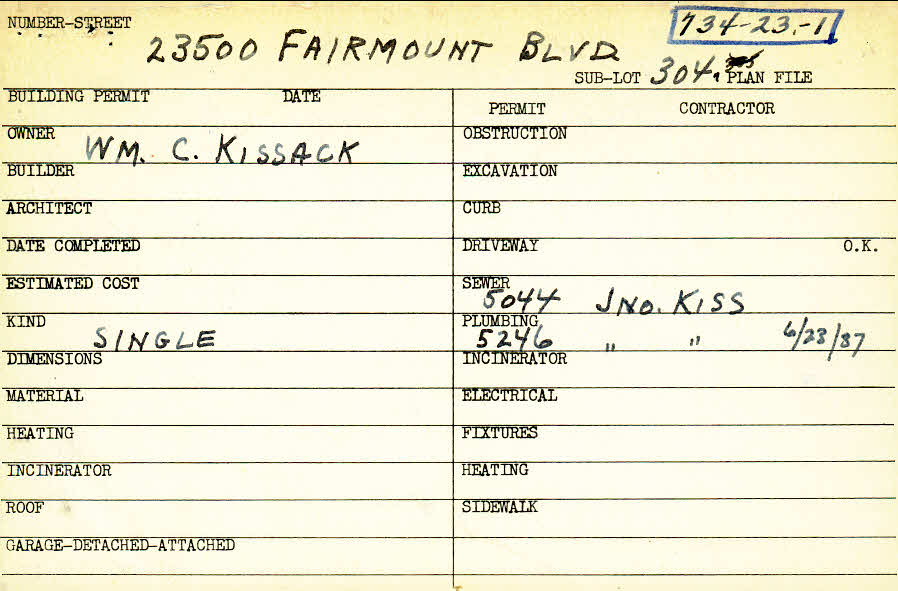 NUMBER-STREET
734-23-1
23500 FAIRMOUNT BLVD
SUB-LOT 304 PLAN FILE
BUILDING PERMIT DATE
PERMIT CONTRACTOR
OWNER WM. C. KISSACK
OBSTRUCTION
BUILDER
EXCAVATION
ARCHITECT
CURB
DATE COMPLETED
DRIVEWAY O.K.
ESTIMATED COST
SEWER
5044 JNO. KISS
KIND SINGLE
PLUMBING
5246 " " 6/23/37
DIMENSIONS
INCINERATOR
MATERIAL
ELECTRICAL
HEATING
FIXTURES
INCINERATOR
HEATING
ROOF
SIDEWALK
GARAGE-DETACHED-ATTACHED